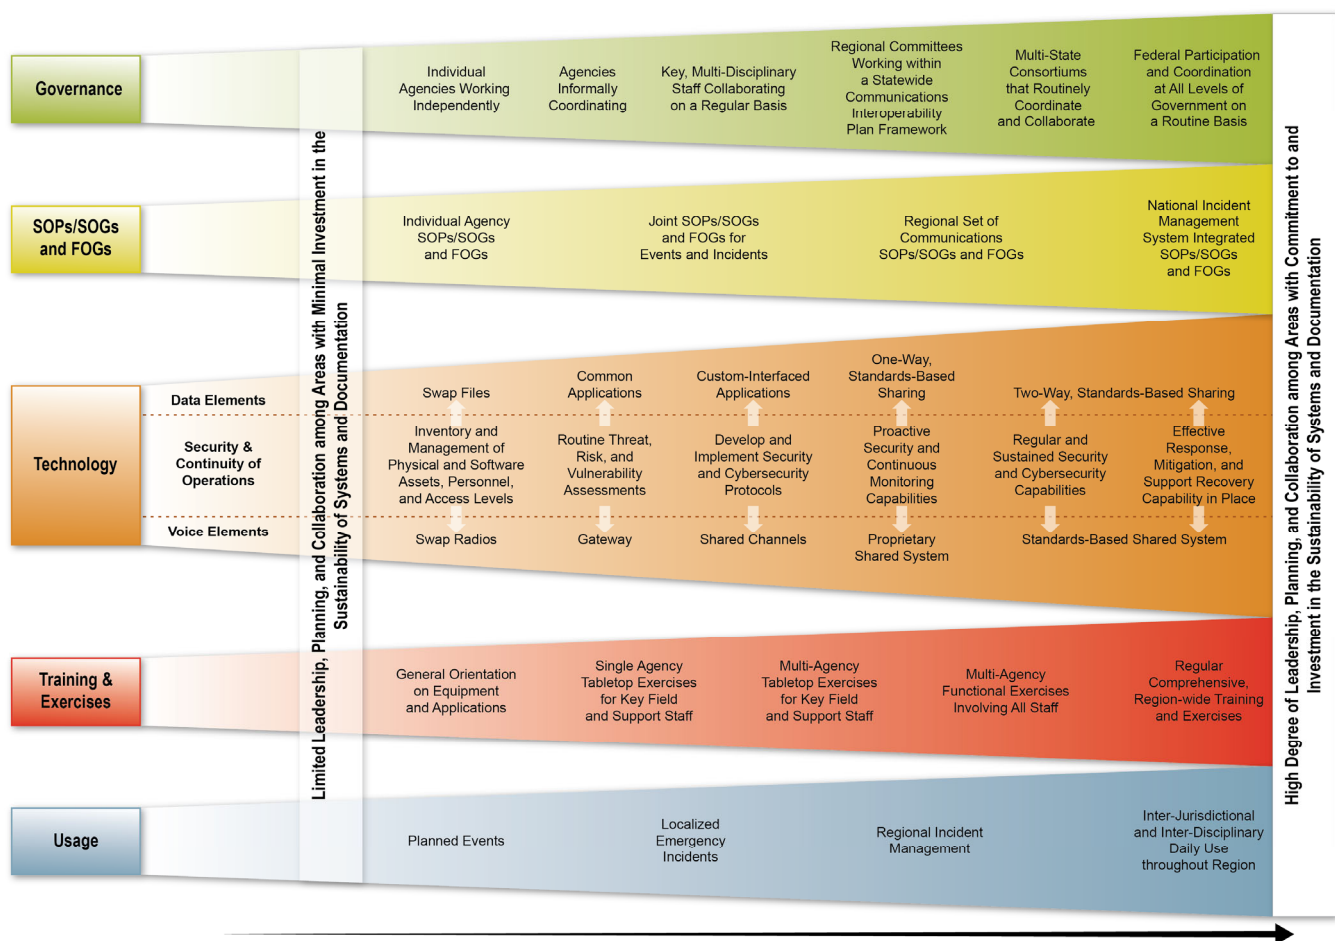 Governance
Individual
Agencies Working
Independently
Agencies
Informally
Coordinating
Key, Multi-Disciplinary
Staff Collaborating
on a Regular Basis
Regional Committees
Working within
a Statewide
Communications
Interoperability
Plan Framework
Multi-State
Consortiums
that Routinely
Coordinate
and Collaborate
Federal Participation
and Coordination
at All Levels of
Government on
a Routine Basis
SOPs/SOGs
and FOGs
Individual Agency
SOPs/SOGs
and FOGs
Joint SOPs/SOGs
and FOGs for
Events and Incidents
Regional Set of
Communications
SOPs/SOGs and FOGs
National Incident
Management
System Integrated
SOPs/SOGs
and FOGs
Technology
Data Elements
Swap Files
Common
Applications
Custom-Interfaced
Applications
One-Way,
Standards-Based
Sharing
Two-Way, Standards-Based Sharing
Security &
Continuity of
Operations
Inventory and
Management of
Physical and Software
Assets, Personnel,
and Access Levels
Routine Threat,
Risk, and
Vulnerability
Assessments
Develop and
Implement Security
and Cybersecurity
Protocols
Proactive
Security and
Continuous
Monitoring
Capabilities
Regular and
Sustained Security
and Cybersecurity
Capabilities
Effective
Response,
Mitigation, and
Support Recovery
Capability in Place
Voice Elements
Swap Radios
Gateway
Shared Channels
Proprietary
Shared System
Standards-Based Shared System
Training &
Exercises
General Orientation
on Equipment
and Applications
Single Agency
Tabletop Exercises
for Key Field
and Support Staff
Multi-Agency
Tabletop Exercises
for Key Field
and Support Staff
Multi-Agency
Functional Exercises
Involving All Staff
Regular
Comprehensive,
Region-wide Training
and Exercises
Usage
Planned Events
Localized
Emergency
Incidents
Regional Incident
Management
Inter-Jurisdictional
and Inter-Disciplinary
Daily Use
throughout Region
Limited Leadership, Planning, and Collaboration among Areas with Minimal Investment in the
Sustainability of Systems and Documentation
High Degree of Leadership, Planning, and Collaboration among Areas with Commitment to and
Investment in the Sustainability of Systems and Documentation